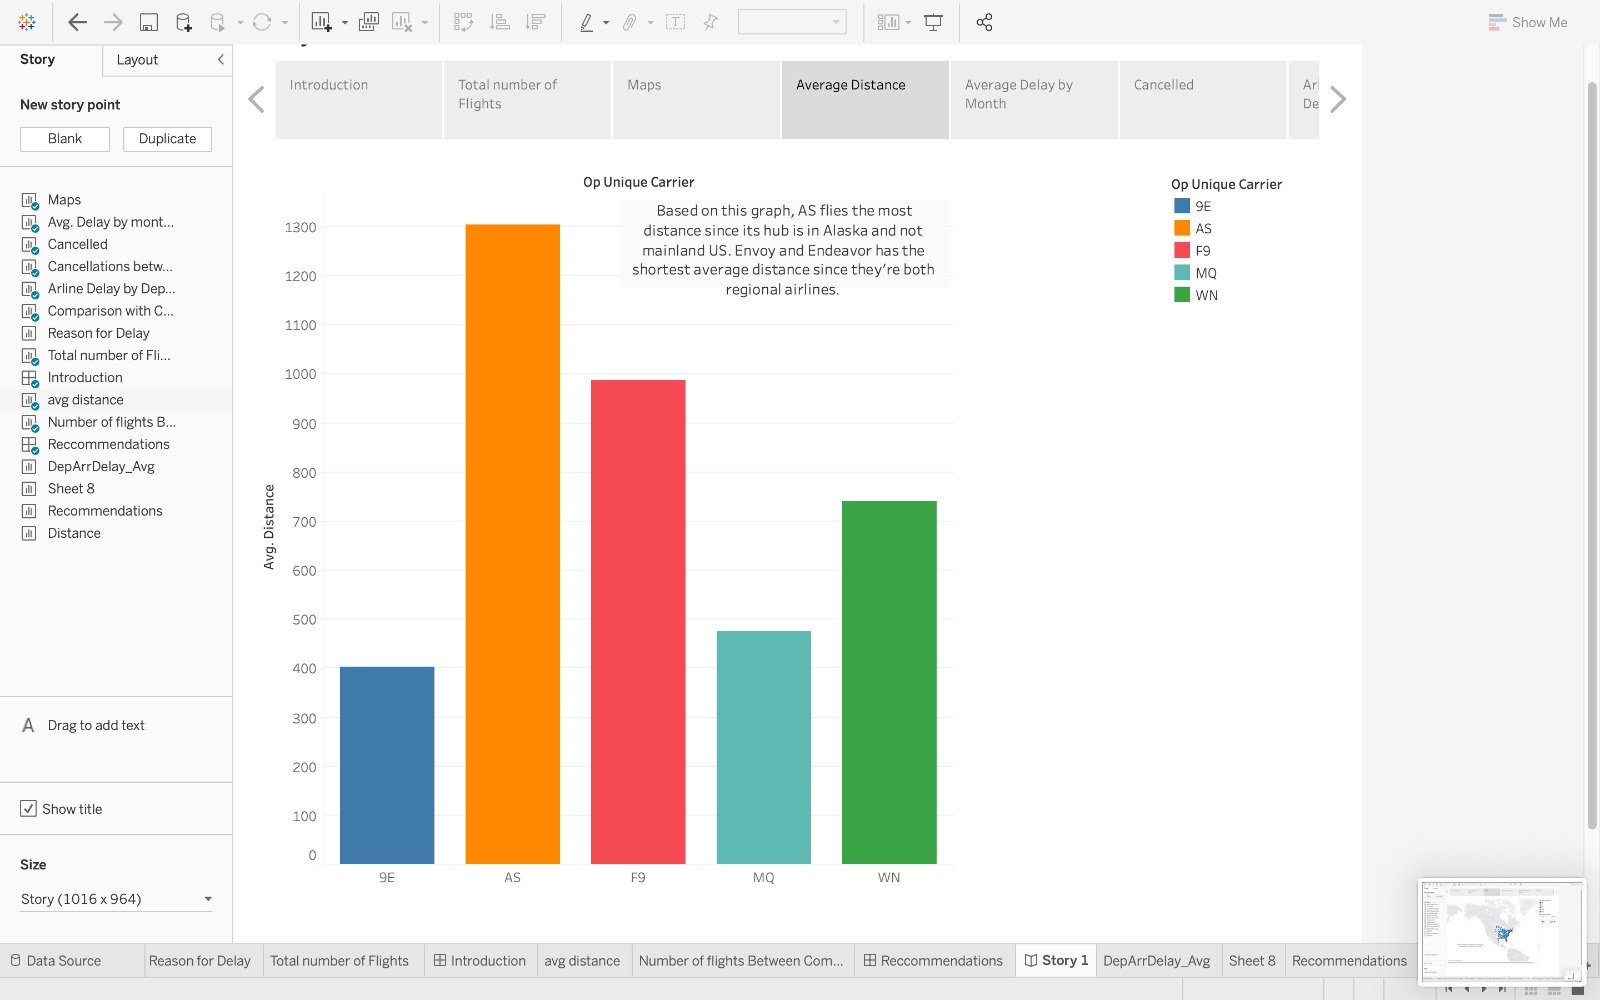 Show Me
Story
Layout
New story point
Blank
Duplicate
Maps
Avg. Delay by mont...
Cancelled
Cancellations betw...
Arline Delay by Dep...
Comparison with C...
Reason for Delay
Total number of Fli...
Introduction
avg distance
Number of flights B...
Reccommendations
DepArrDelay_Avg
Sheet 8
Recommendations
Distance
A Drag to add text
Show title
Size
Story (1016 x 964)
Introduction
Total number of
Flights
Maps
Average Distance
Average Delay by
Month
Cancelled
Op Unique Carrier
Based on this graph, AS flies the most
distance since its hub is in Alaska and not
mainland US. Envoy and Endeavor has the
shortest average distance since they're both
regional airlines.
Avg. Distance
1300
1200
1100
1000
900
800
700
600
500
400
300
200
100
0
9E
AS
F9
MQ
WN
Op Unique Carrier
9E
AS
F9
MQ
WN
Data Source
Reason for Delay
Total number of Flights
Introduction
avg distance
Number of flights Between Com...
Reccommendations
Story 1
DepArrDelay_Avg
Sheet 8
Recommendations